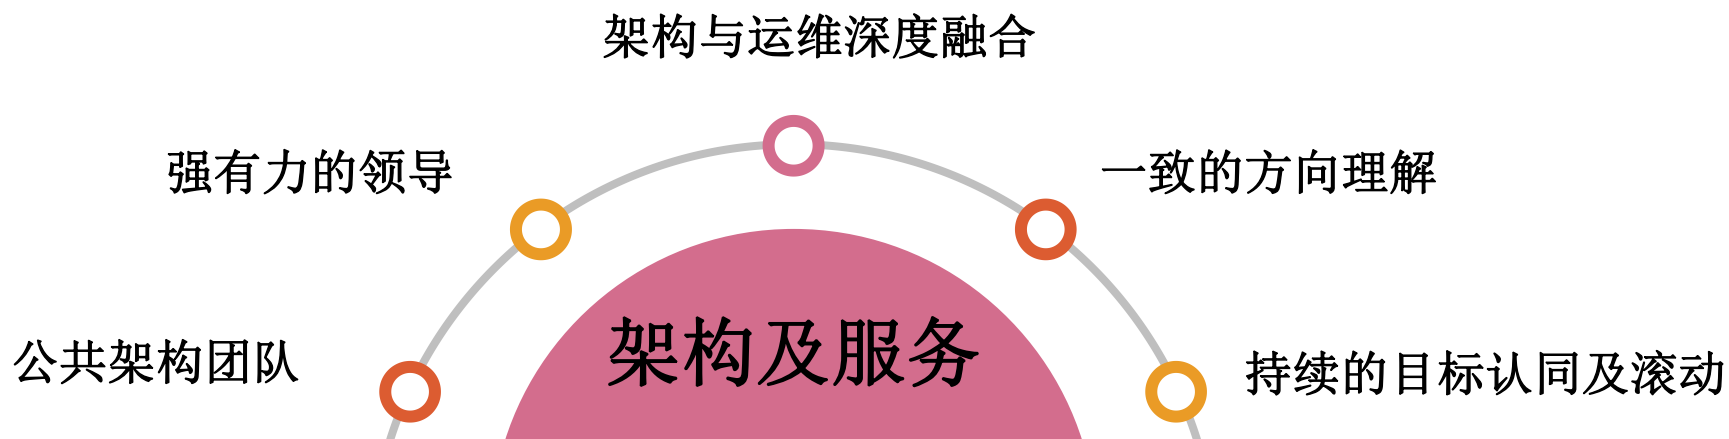 架构与运维深度融合
强有力的领导
一致的方向理解
架构及服务
公共架构团队
持续的目标认同及滚动